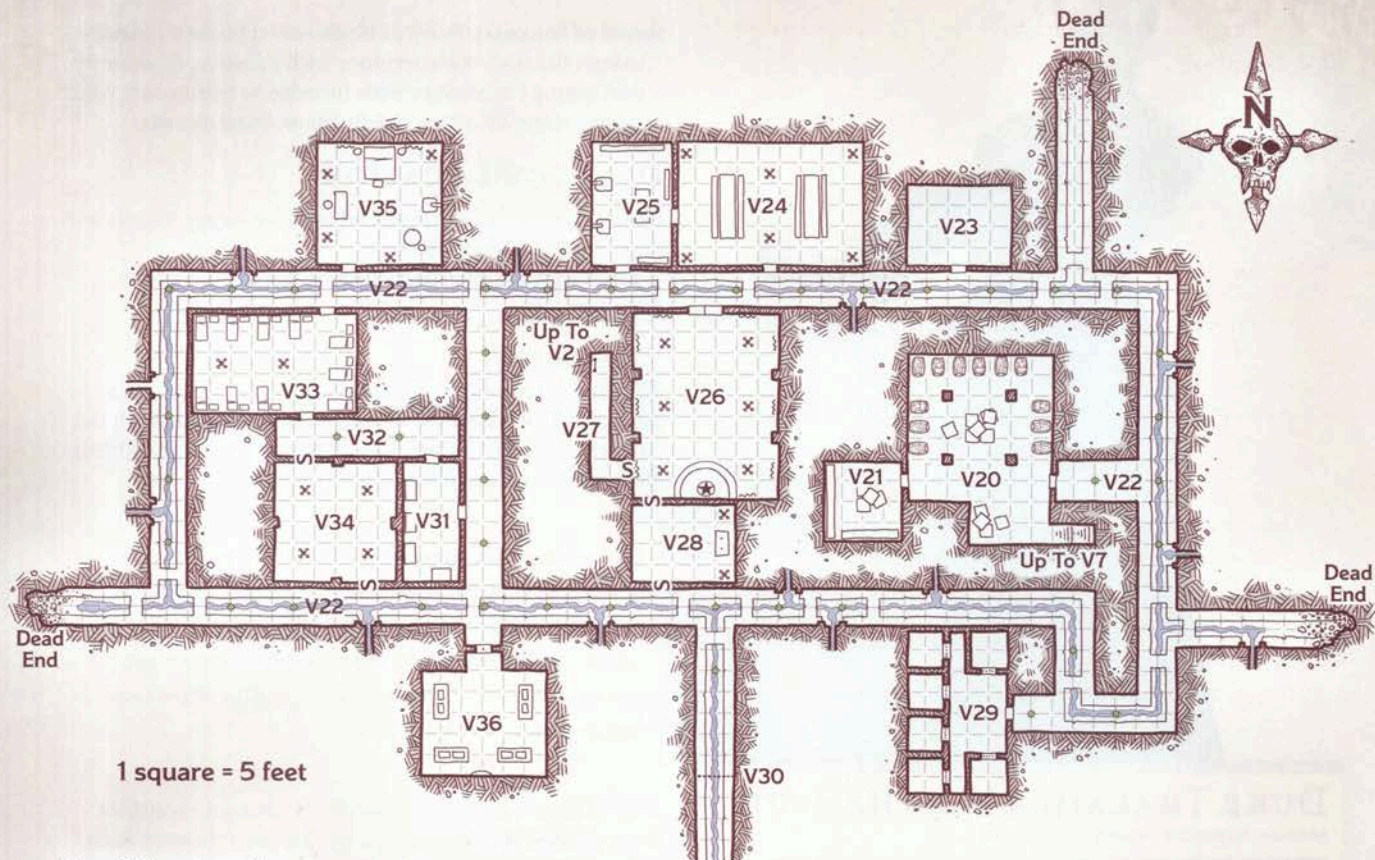 Dead
End
N
V35
V25
V24
V23
V22
V22
Up To
V2
V33
V26
V27
V32
S
S
V21
V20
V22
V34
V31
S
V28
Up To V7
S
S
V22
Dead
End
Dead
End
V36
V29
1 square = 5 feet
V30